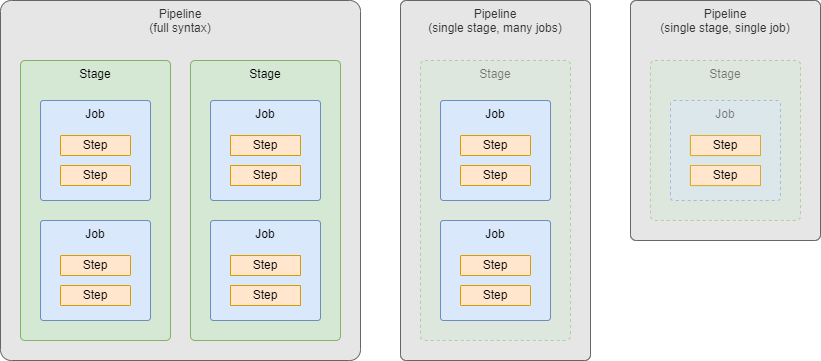 Pipeline
(full syntax)
Stage
Job
Step
Step
Job
Step
Step
Stage
Job
Step
Step
Job
Step
Step
Pipeline
(single stage, many jobs)
Stage
Job
Step
Step
Job
Step
Step
Pipeline
(single stage, single job)
Stage
Job
Step
Step